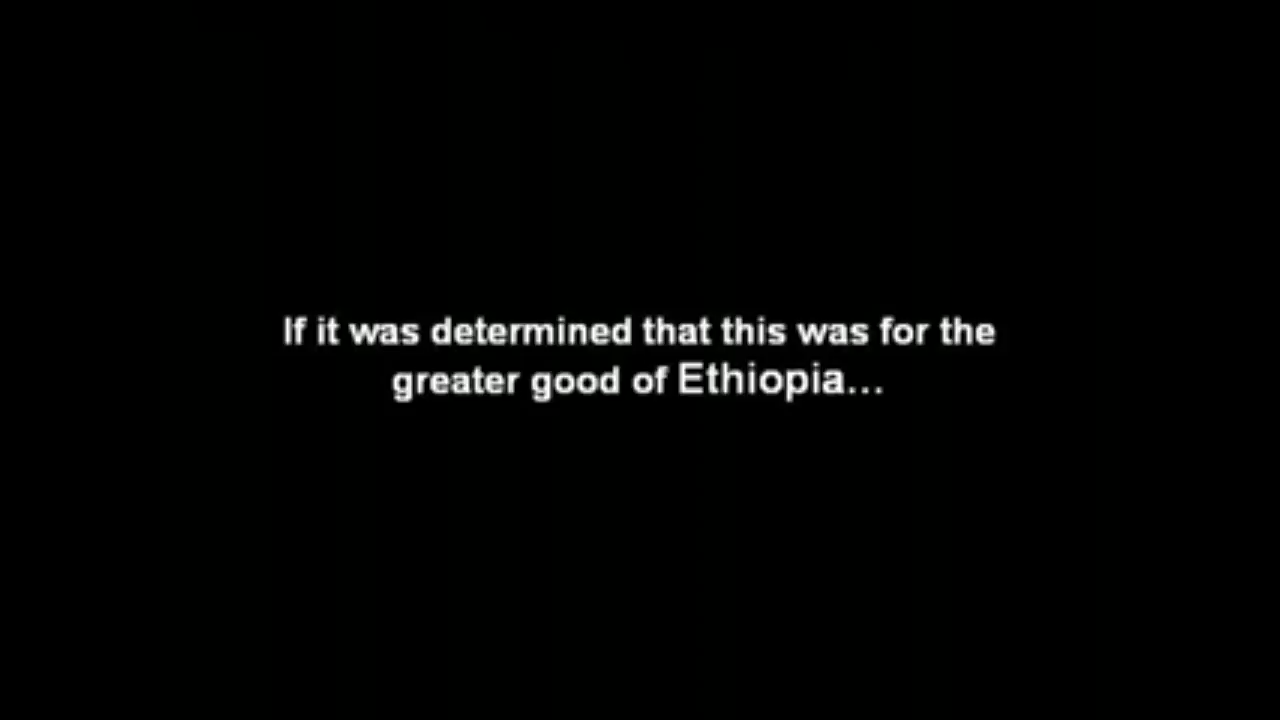 If it was determined that this was for the
greater good of Ethiopia...